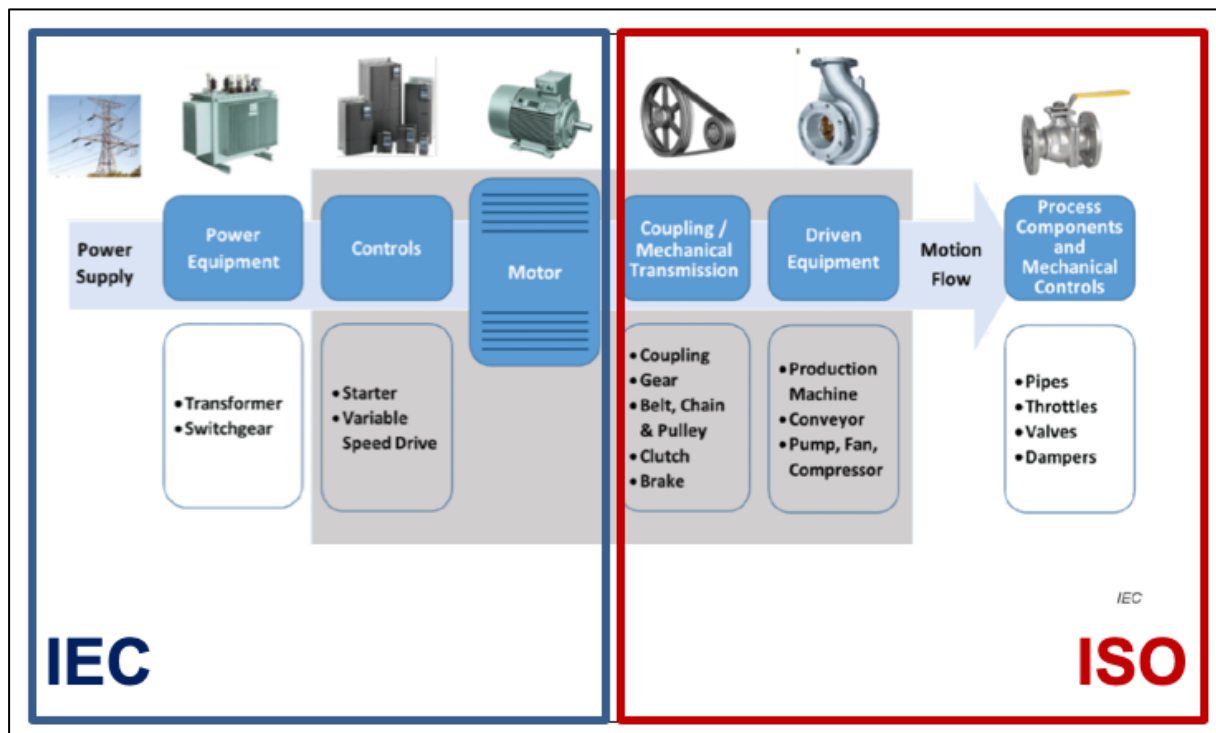 Power
Supply
Power
Equipment
Controls
Motor
Coupling /
Mechanical
Transmission
Driven
Equipment
Motion
Flow
Process
Components
and
Mechanical
Controls
• Transformer
• Switchgear
• Starter
• Variable
Speed Drive
• Coupling
• Gear
• Belt, Chain
& Pulley
• Clutch
• Brake
• Production
Machine
• Conveyor
• Pump, Fan,
Compressor
• Pipes
• Throttles
• Valves
• Dampers
IEC
IEC
ISO